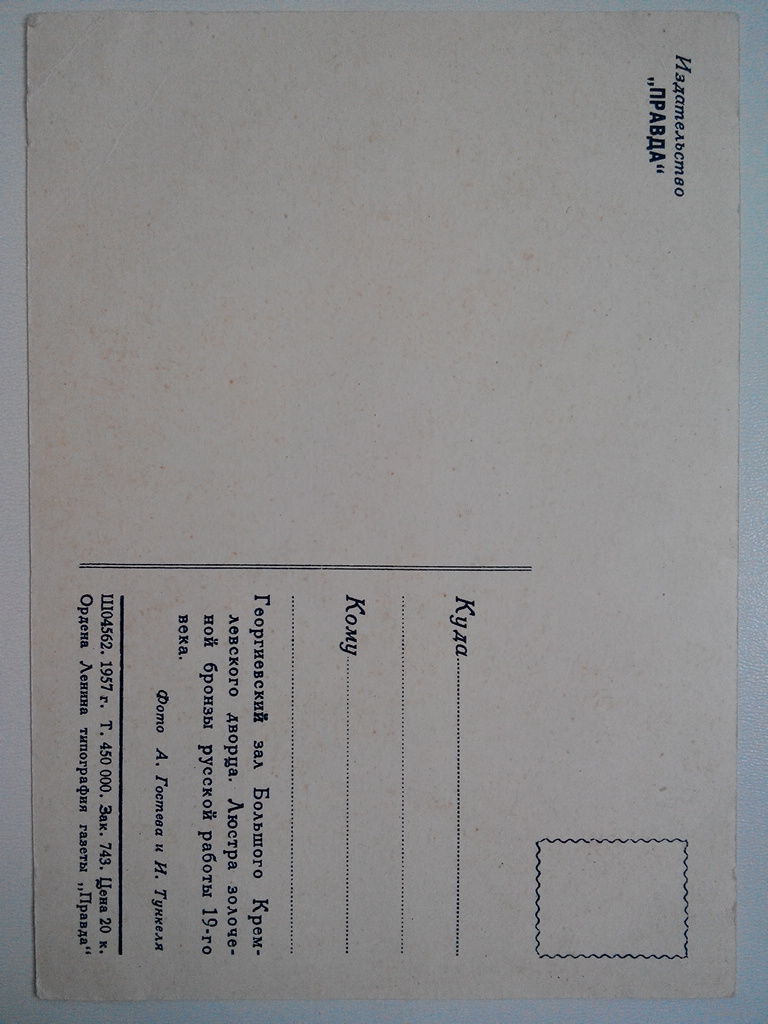 Издательство
„ПРАВДА“
Куда
Кому
Георгиевский зал Большого Крем-
левского дворца. Люстра золоче-
ной бронзы русской работы 19-го
века.
Фото А. Гостева и И. Тункеля
Ш04562. 1957 г. Т. 450 000. Зак. 743. Цена 20 к.
Ордена Ленина типография газеты „Правда“